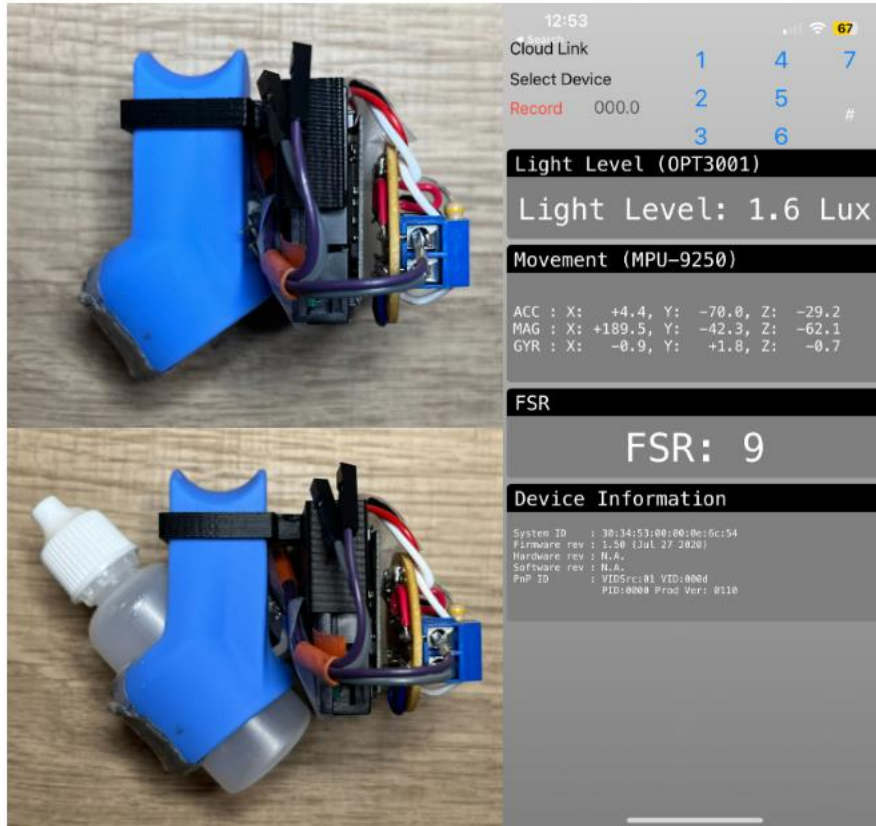 12:53
Search
67
Cloud Link
Select Device
Record 000.0
1 4 7
2 5
#
3 6
Light Level (OPT3001)
Light Level: 1.6 Lux
Movement (MPU-9250)
ACC : X: +4.4, Y: -70.0, Z: -29.2
MAG : X: +189.5, Y: -42.3, Z: -62.1
GYR : X: -0.9, Y: +1.8, Z: -0.7
FSR
FSR: 9
Device Information
System ID : 30:34:53:00:00:0e:6c:54
Firmware rev : 1.50 (Jul 27 2020)
Hardware rev : N.A.
Software rev : N.A.
PnP ID : VIDSrc:01 VID:000d
PID:0000 Prod Ver: 0110